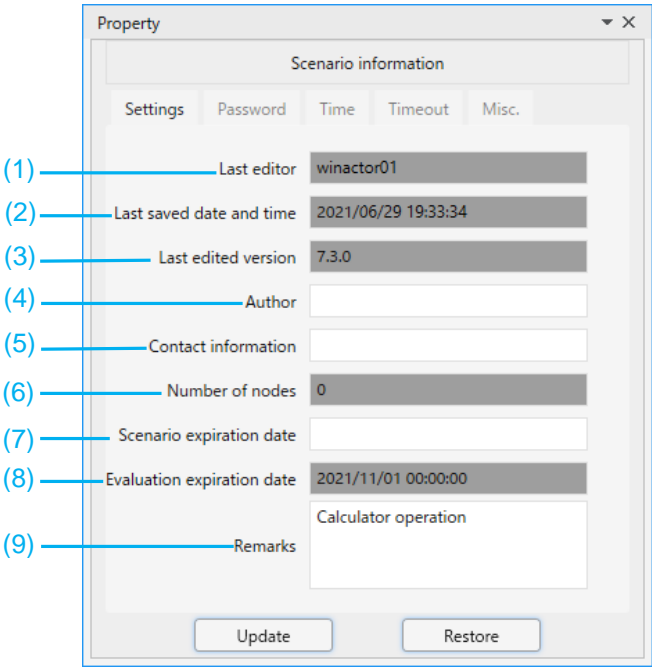 Property
Scenario information
Settings Password Time Timeout Misc.
(1) Last editor winactor01
(2) Last saved date and time 2021/06/29 19:33:34
(3) Last edited version 7.3.0
(4) Author
(5) Contact information
(6) Number of nodes 0
(7) Scenario expiration date
(8) Evaluation expiration date 2021/11/01 00:00:00
(9) Remarks Calculator operation
Update Restore